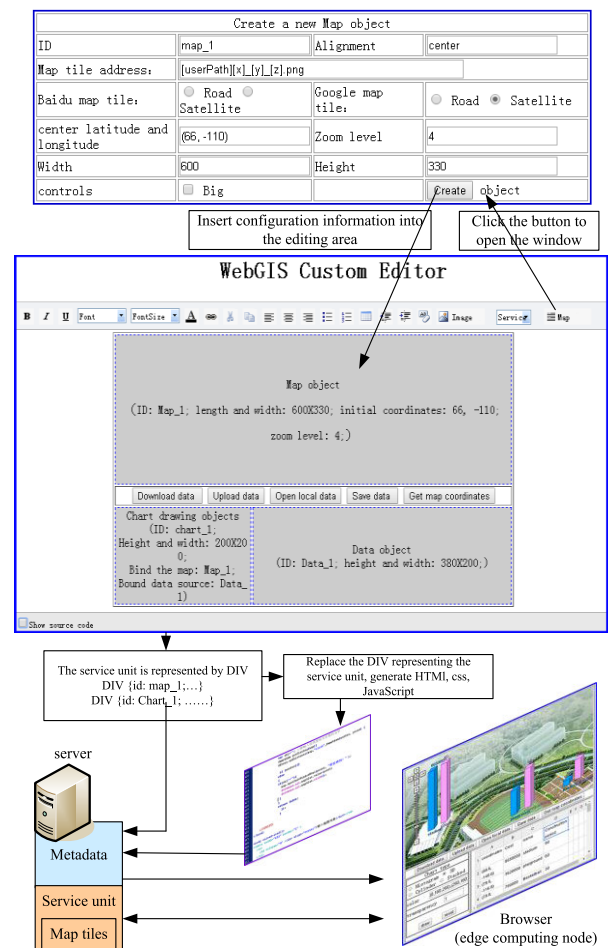 Create a new Map object
ID map_1 Alignment center
Map tile address: [userPath][x]_[y]_[z].png
Baidu map tile: Road Satellite Google map tile: Road Satellite
center latitude and longitude (66, -110) Zoom level 4
Width 600 Height 330
controls Big Create object
Insert configuration information into
the editing area
Click the button to
open the window
WebGIS Custom Editor
B I U Font FontSize A Image Service Map
Map object
(ID: Map_1; length and width: 600X330; initial coordinates: 66, -110;
zoom level: 4;)
Download data Upload data Open local data Save data Get map coordinates
Chart drawing objects
(ID: chart_1;
Height and width: 200X20
0;
Bind the map: Map_1;
Bound data source: Data_
1)
Data object
(ID: Data_1; height and width: 380X200;)
Show source code
The service unit is represented by DIV
DIV {id: map_1;…}
DIV {id: Chart_1; ……}
Replace the DIV representing the
service unit, generate HTMl, css,
JavaScript
server
Metadata
Service unit
Map tiles
Browser
(edge computing node)